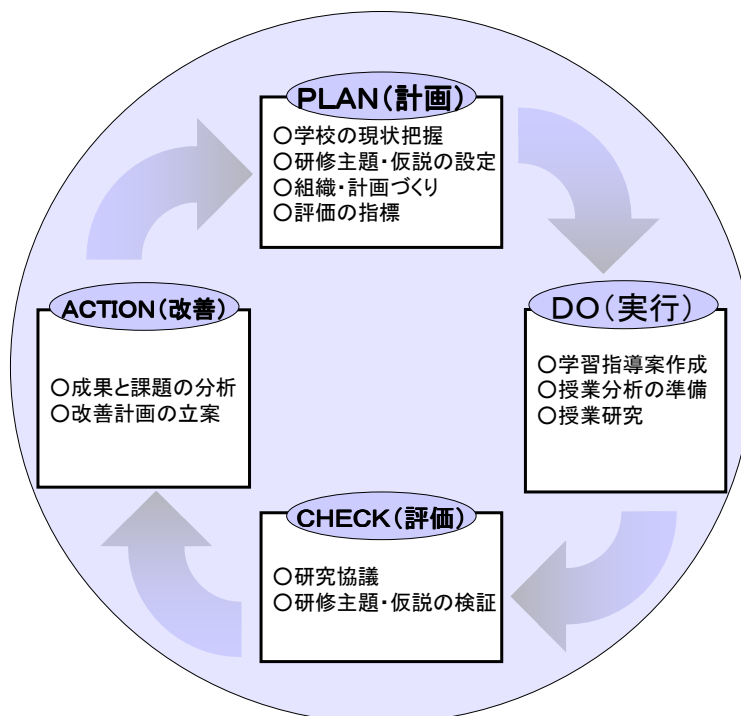 PLAN（計画）
○学校の現状把握
○研修主題・仮説の設定
○組織・計画づくり
○評価の指標
DO（実行）
○学習指導案作成
○授業分析の準備
○授業研究
CHECK（評価）
○研究協議
○研修主題・仮説の検証
ACTION（改善）
○成果と課題の分析
○改善計画の立案